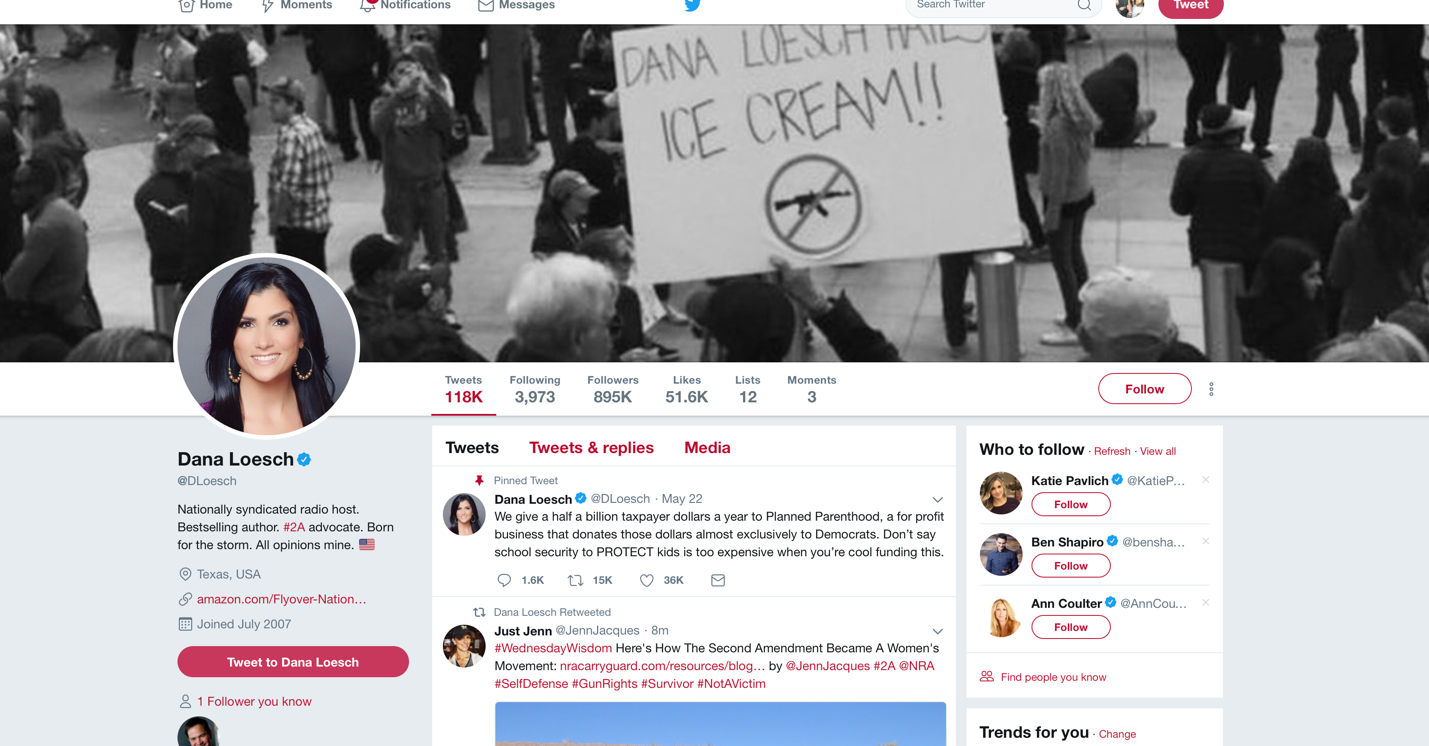 Home Moments Notifications Messages Search Twitter Tweet
DANA LOESCH HATES
ICE CREAM!!
Tweets Following Followers Likes Lists Moments
118K 3,973 895K 51.6K 12 3 Follow
Dana Loesch
@DLoesch
Nationally syndicated radio host.
Bestselling author. #2A advocate. Born
for the storm. All opinions mine.
Texas, USA
amazon.com/Flyover-Nation…
Joined July 2007
Tweet to Dana Loesch
1 Follower you know
Tweets Tweets & replies Media
Pinned Tweet
Dana Loesch @DLoesch · May 22
We give a half a billion taxpayer dollars a year to Planned Parenthood, a for profit
business that donates those dollars almost exclusively to Democrats. Don't say
school security to PROTECT kids is too expensive when you're cool funding this.
1.6K 15K 36K
Dana Loesch Retweeted
Just Jenn @JennJacques · 8m
#WednesdayWisdom Here's How The Second Amendment Became A Women's
Movement: nracarryguard.com/resources/blog… by @JennJacques #2A @NRA
#SelfDefense #GunRights #Survivor #NotAVictim
Who to follow · Refresh · View all
Katie Pavlich @KatieP…
Follow
Ben Shapiro @bensha…
Follow
Ann Coulter @AnnCou…
Follow
Find people you know
Trends for you · Change